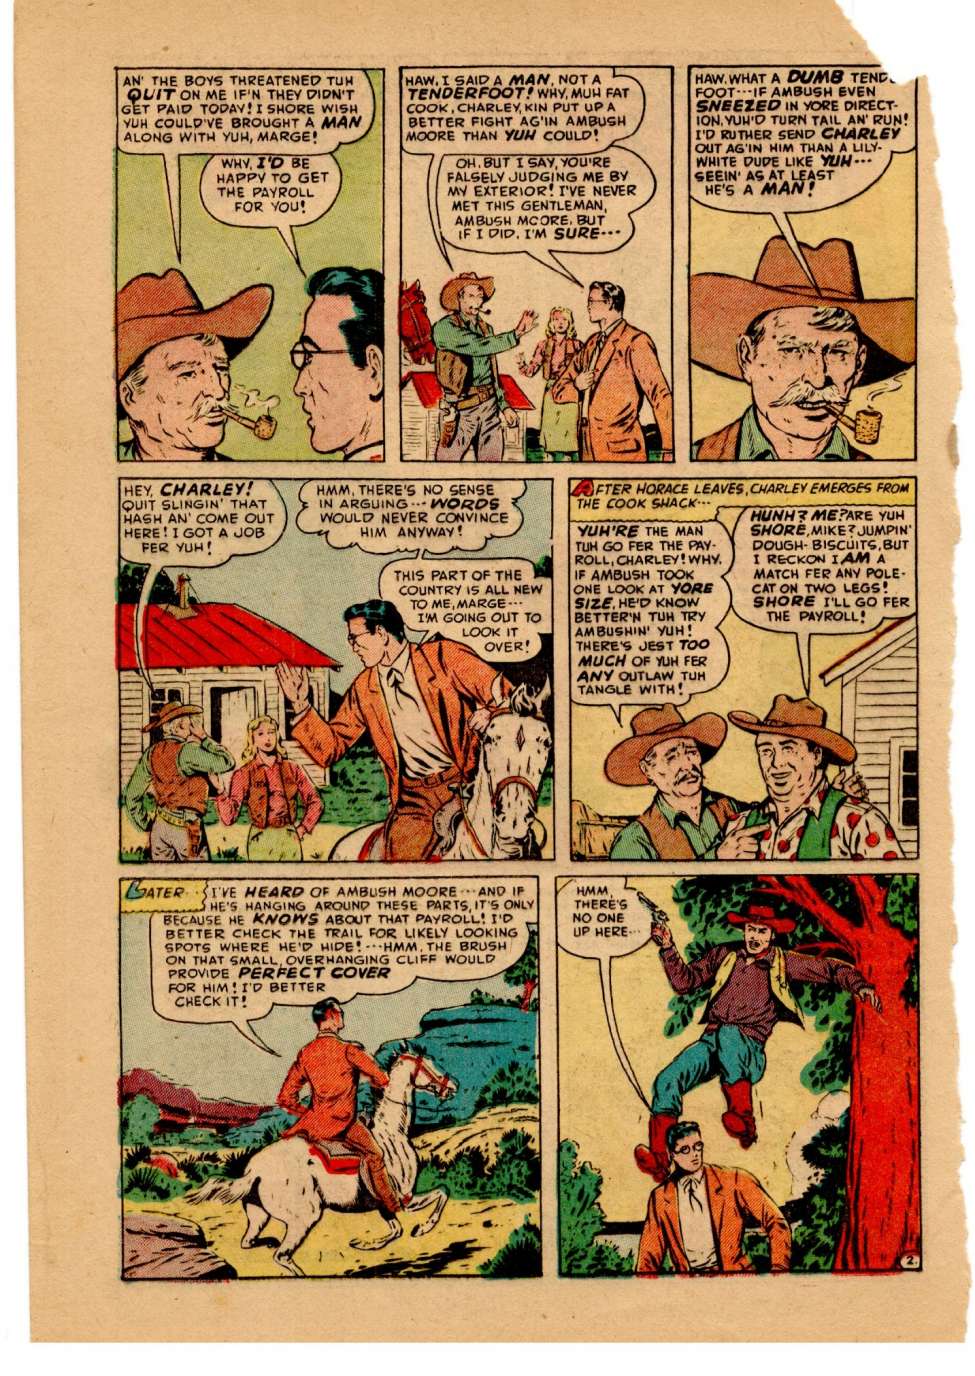 AN' THE BOYS THREATENED TUH
QUIT ON ME IF'N THEY DIDN'T
GET PAID TODAY! I SHORE WISH
YUH COULD'VE BROUGHT A MAN
ALONG WITH YUH, MARGE!
WHY, I'D BE
HAPPY TO GET
THE PAYROLL
FOR YOU!
HAW, I SAID A MAN, NOT A
TENDERFOOT! WHY, MUH FAT
COOK, CHARLEY, KIN PUT UP A
BETTER FIGHT AG'IN AMBUSH
MOORE THAN YUH COULD!
OH, BUT I SAY, YOU'RE
FALSELY JUDGING ME BY
MY EXTERIOR! I'VE NEVER
MET THIS GENTLEMAN,
AMBUSH MOORE, BUT
IF I DID, I'M SURE---
HAW, WHAT A DUMB TENDE
FOOT---IF AMBUSH EVEN
SNEEZED IN YORE DIRECT-
ION, YUH'D TURN TAIL AN' RUN!
I'D RUTHER SEND CHARLEY
OUT AG'IN HIM THAN A LILY-
WHITE DUDE LIKE YUH---
SEEIN' AS AT LEAST
HE'S A MAN!
HEY, CHARLEY!
QUIT SLINGIN' THAT
HASH AN' COME OUT
HERE! I GOT A JOB
FER YUH!
HMM, THERE'S NO SENSE
IN ARGUING---WORDS
WOULD NEVER CONVINCE
HIM ANYWAY!
THIS PART OF THE
COUNTRY IS ALL NEW
TO ME, MARGE---
I'M GOING OUT TO
LOOK IT
OVER!
AFTER HORACE LEAVES, CHARLEY EMERGES FROM
THE COOK SHACK---
YUH'RE THE MAN
TUH GO FER THE PAY-
ROLL, CHARLEY! WHY,
IF AMBUSH TOOK
ONE LOOK AT YORE
SIZE, HE'D KNOW
BETTER'N TUH TRY
AMBUSHIN' YUH!
THERE'S JEST TOO
MUCH OF YUH FER
ANY OUTLAW TUH
TANGLE WITH!
HUNH? ME? ARE YUH
SHORE, MIKE? JUMPIN'
DOUGH-BISCUITS, BUT
I RECKON I AM A
MATCH FER ANY POLE-
CAT ON TWO LEGS!
SHORE I'LL GO FER
THE PAYROLL!
LATER---
I'VE HEARD OF AMBUSH MOORE---AND IF
HE'S HANGING AROUND THESE PARTS, IT'S ONLY
BECAUSE HE KNOWS ABOUT THAT PAYROLL! I'D
BETTER CHECK THE TRAIL FOR LIKELY LOOKING
SPOTS WHERE HE'D HIDE!---HMM, THE BRUSH
ON THAT SMALL, OVERHANGING CLIFF WOULD
PROVIDE PERFECT COVER
FOR HIM! I'D BETTER
CHECK IT!
HMM,
THERE'S
NO ONE
UP HERE---
2